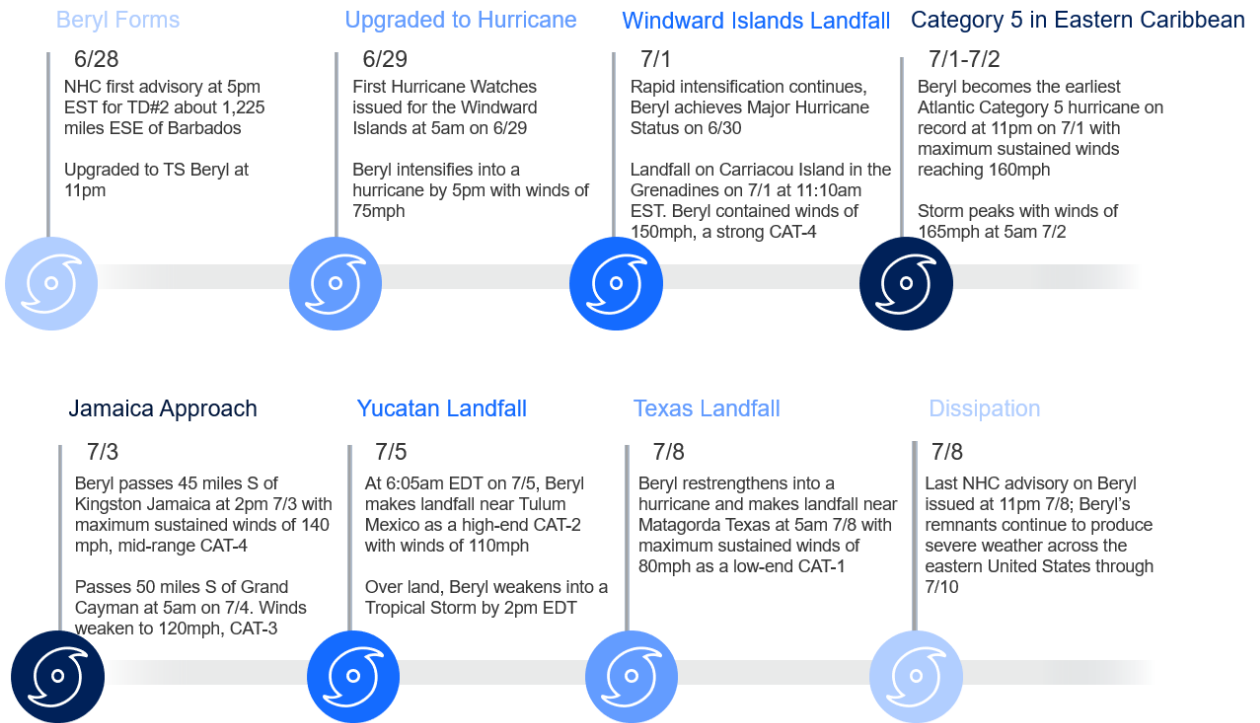 Beryl Forms
6/28
NHC first advisory at 5pm
EST for TD#2 about 1,225
miles ESE of Barbados
Upgraded to TS Beryl at
11pm
Upgraded to Hurricane
6/29
First Hurricane Watches
issued for the Windward
Islands at 5am on 6/29
Beryl intensifies into a
hurricane by 5pm with winds of
75mph
Windward Islands Landfall
7/1
Rapid intensification continues,
Beryl achieves Major Hurricane
Status on 6/30
Landfall on Carriacou Island in the
Grenadines on 7/1 at 11:10am
EST. Beryl contained winds of
150mph, a strong CAT-4
Category 5 in Eastern Caribbean
7/1-7/2
Beryl becomes the earliest
Atlantic Category 5 hurricane on
record at 11pm on 7/1 with
maximum sustained winds
reaching 160mph
Storm peaks with winds of
165mph at 5am 7/2
Jamaica Approach
7/3
Beryl passes 45 miles S of
Kingston Jamaica at 2pm 7/3 with
maximum sustained winds of 140
mph, mid-range CAT-4
Passes 50 miles S of Grand
Cayman at 5am on 7/4. Winds
weaken to 120mph, CAT-3
Yucatan Landfall
7/5
At 6:05am EDT on 7/5, Beryl
makes landfall near Tulum
Mexico as a high-end CAT-2
with winds of 110mph
Over land, Beryl weakens into a
Tropical Storm by 2pm EDT
Texas Landfall
7/8
Beryl restrengthens into a
hurricane and makes landfall near
Matagorda Texas at 5am 7/8 with
maximum sustained winds of
80mph as a low-end CAT-1
Dissipation
7/8
Last NHC advisory on Beryl
issued at 11pm 7/8; Beryl's
remnants continue to produce
severe weather across the
eastern United States through
7/10